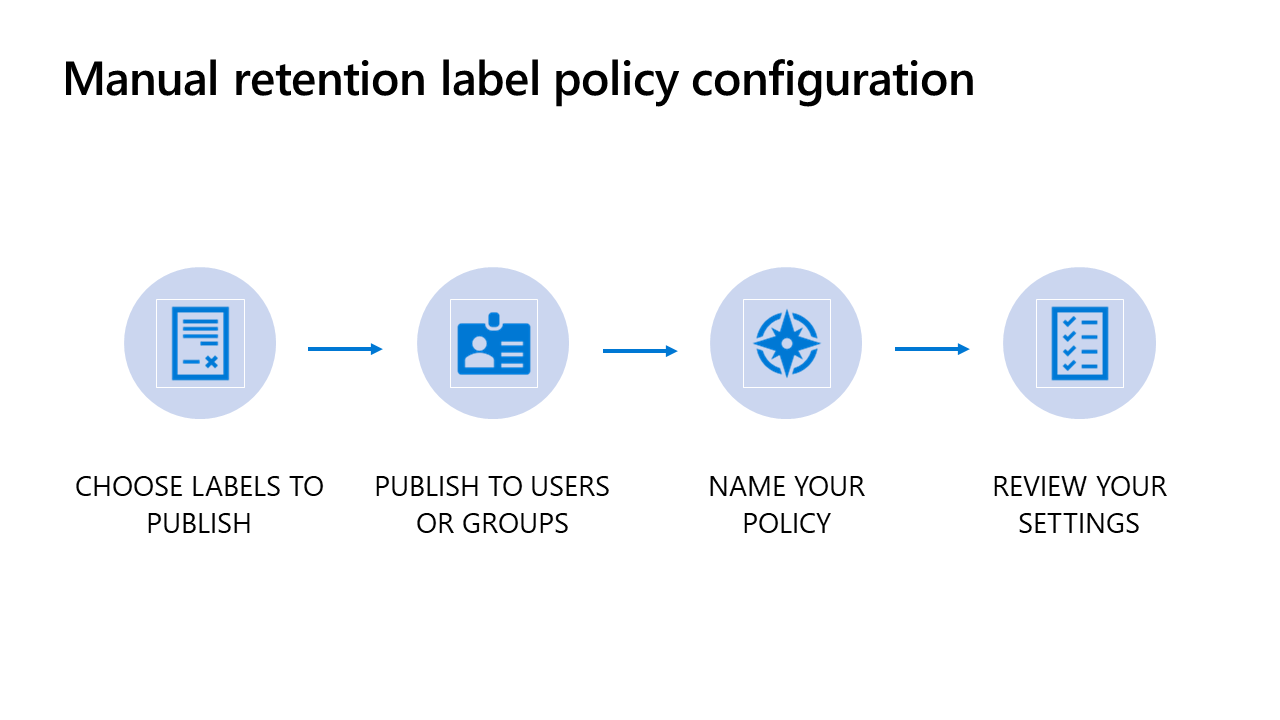 Manual retention label policy configuration
CHOOSE LABELS TO
PUBLISH
PUBLISH TO USERS
OR GROUPS
NAME YOUR
POLICY
REVIEW YOUR
SETTINGS